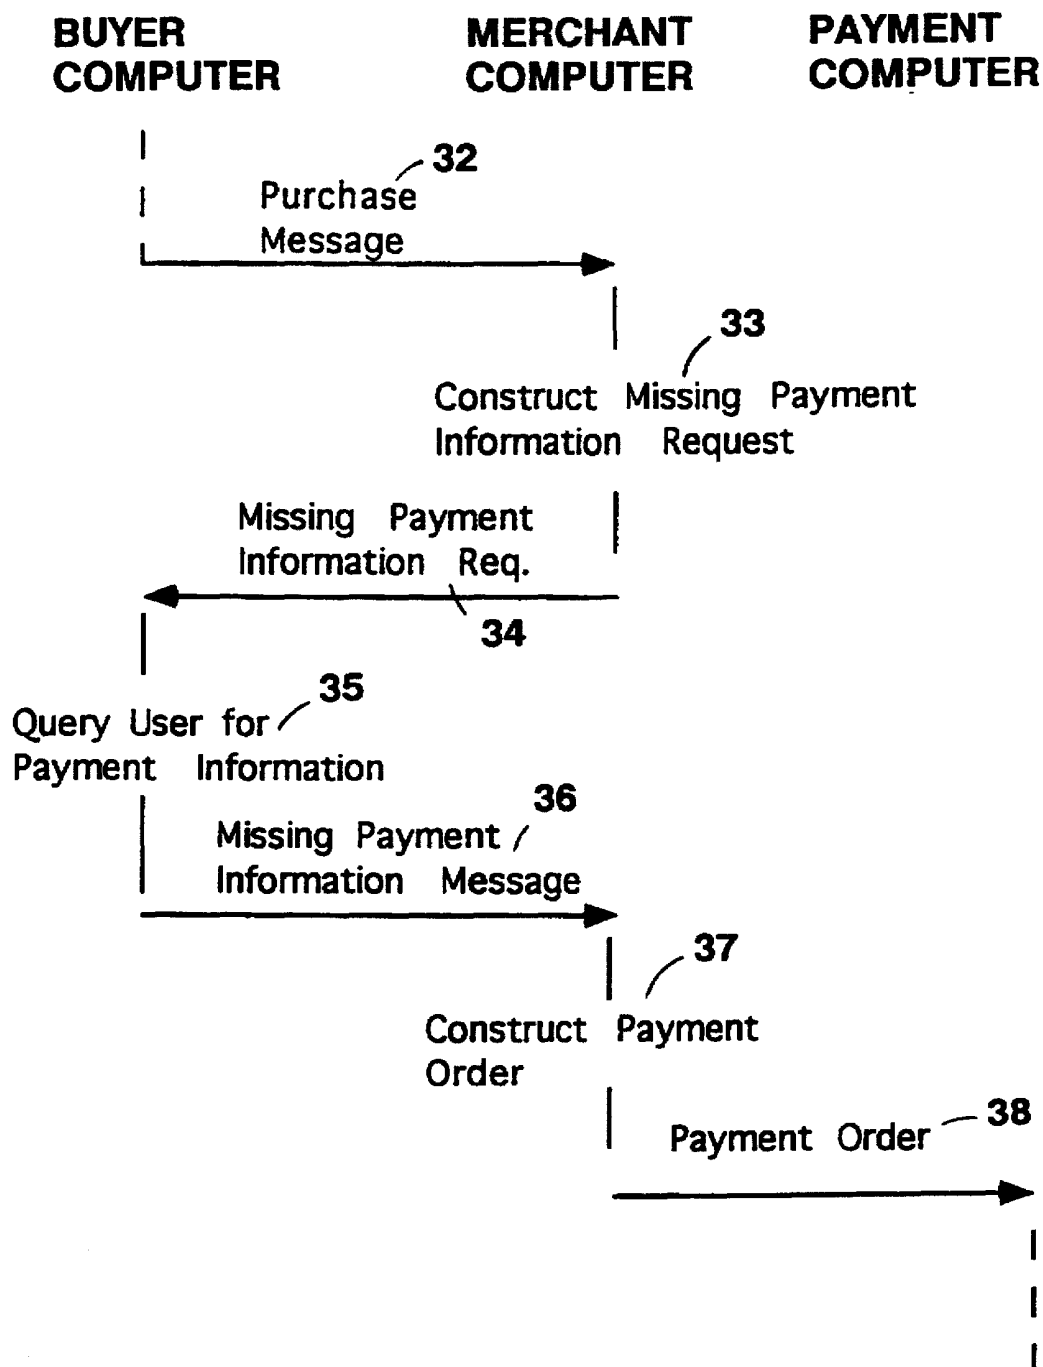 BUYER
COMPUTER
MERCHANT
COMPUTER
PAYMENT
COMPUTER
32
Purchase
Message
33
Construct Missing Payment
Information Request
Missing Payment
Information Req.
34
35
Query User for
Payment Information
36
Missing Payment
Information Message
37
Construct Payment
Order
38
Payment Order